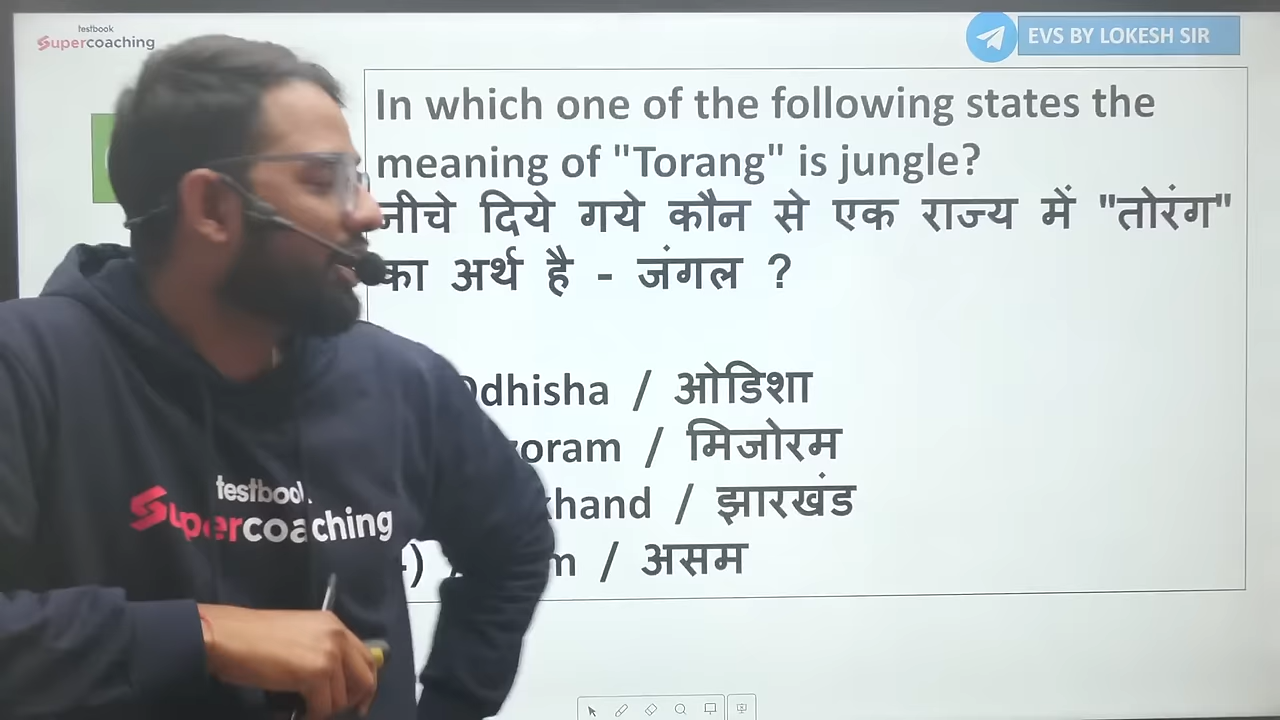 testbook
Supercoaching
EVS BY LOKESH SIR
In which one of the following states the
meaning of "Torang" is jungle?
नीचे दिये गये कौन से एक राज्य में "तोरंग"
का अर्थ है - जंगल ?
/ ओडिशा
/ मिजोरम
/ झारखंड
/ असम
testbook
Supercoaching